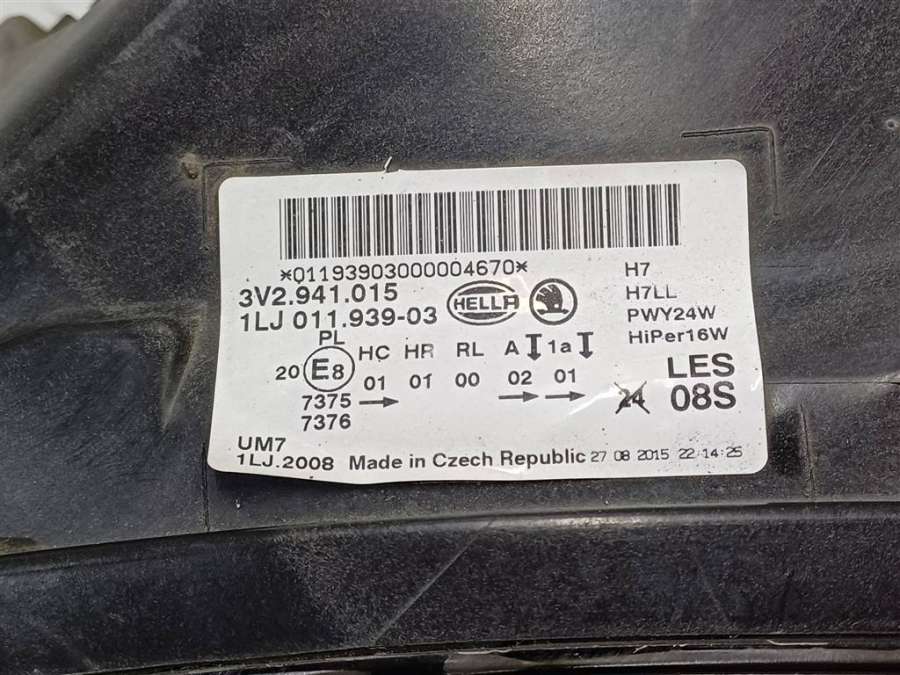 *01193903000004670*
3V2.941.015
1LJ 011.939-03
HELLA
H7
H7LL
PWY24W
HiPer16W
PL
HC HR RL A 1a
20 E8 01 01 00 02 01
7375 →
→ →
7376
24
LES
08S
UM7
1LJ.2008 Made in Czech Republic 27 08 2015 22:14:25